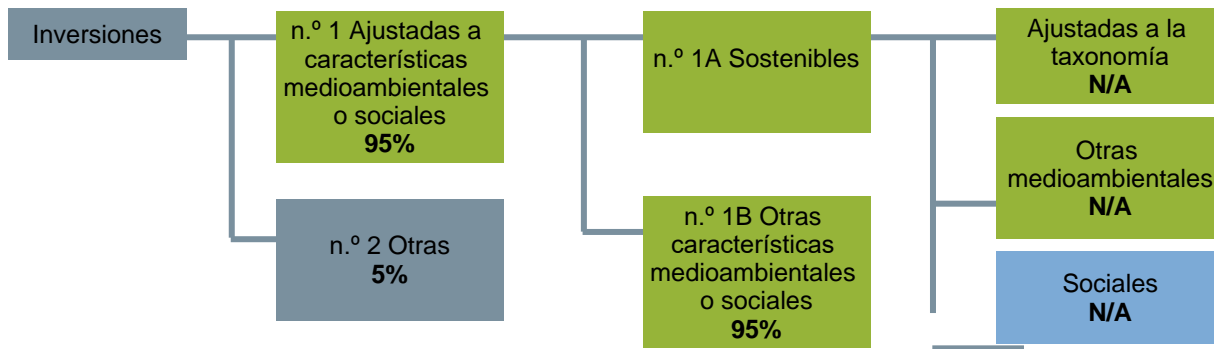 Inversiones
n.º 1 Ajustadas a
características
medioambientales
o sociales
95%
n.º 2 Otras
5%
n.º 1A Sostenibles
n.º 1B Otras
características
medioambientales
o sociales
95%
Ajustadas a la
taxonomía
N/A
Otras
medioambientales
N/A
Sociales
N/A